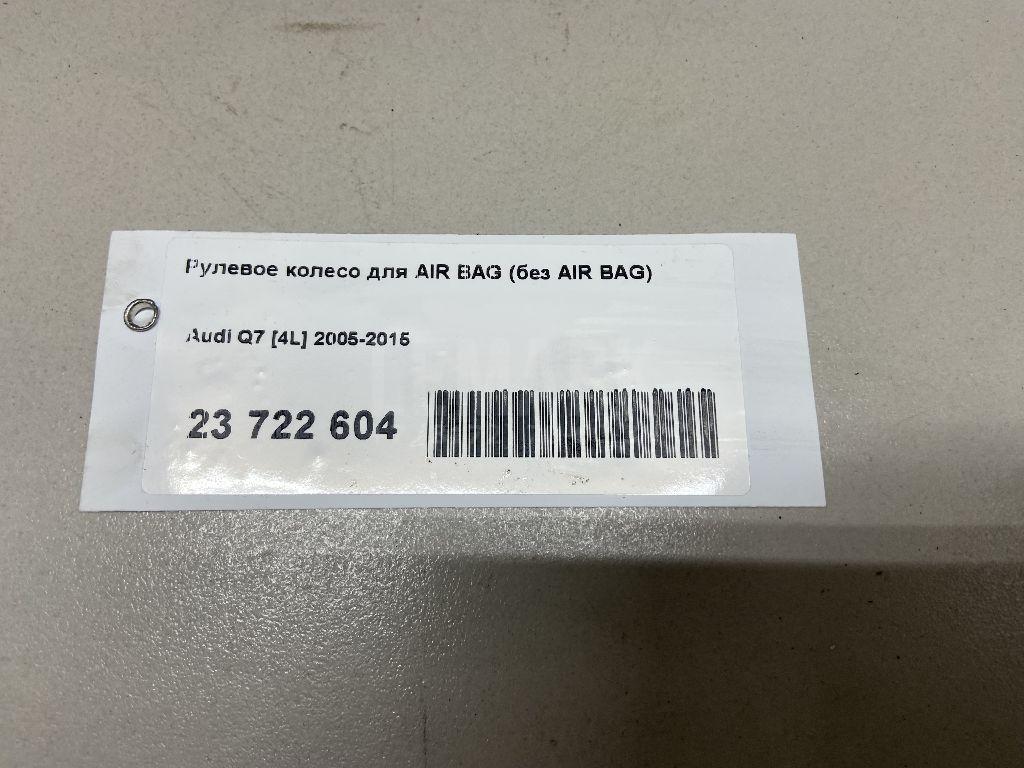 Рулевое колесо для AIR BAG (без AIR BAG)
Audi Q7 [4L] 2005-2015
23 722 604